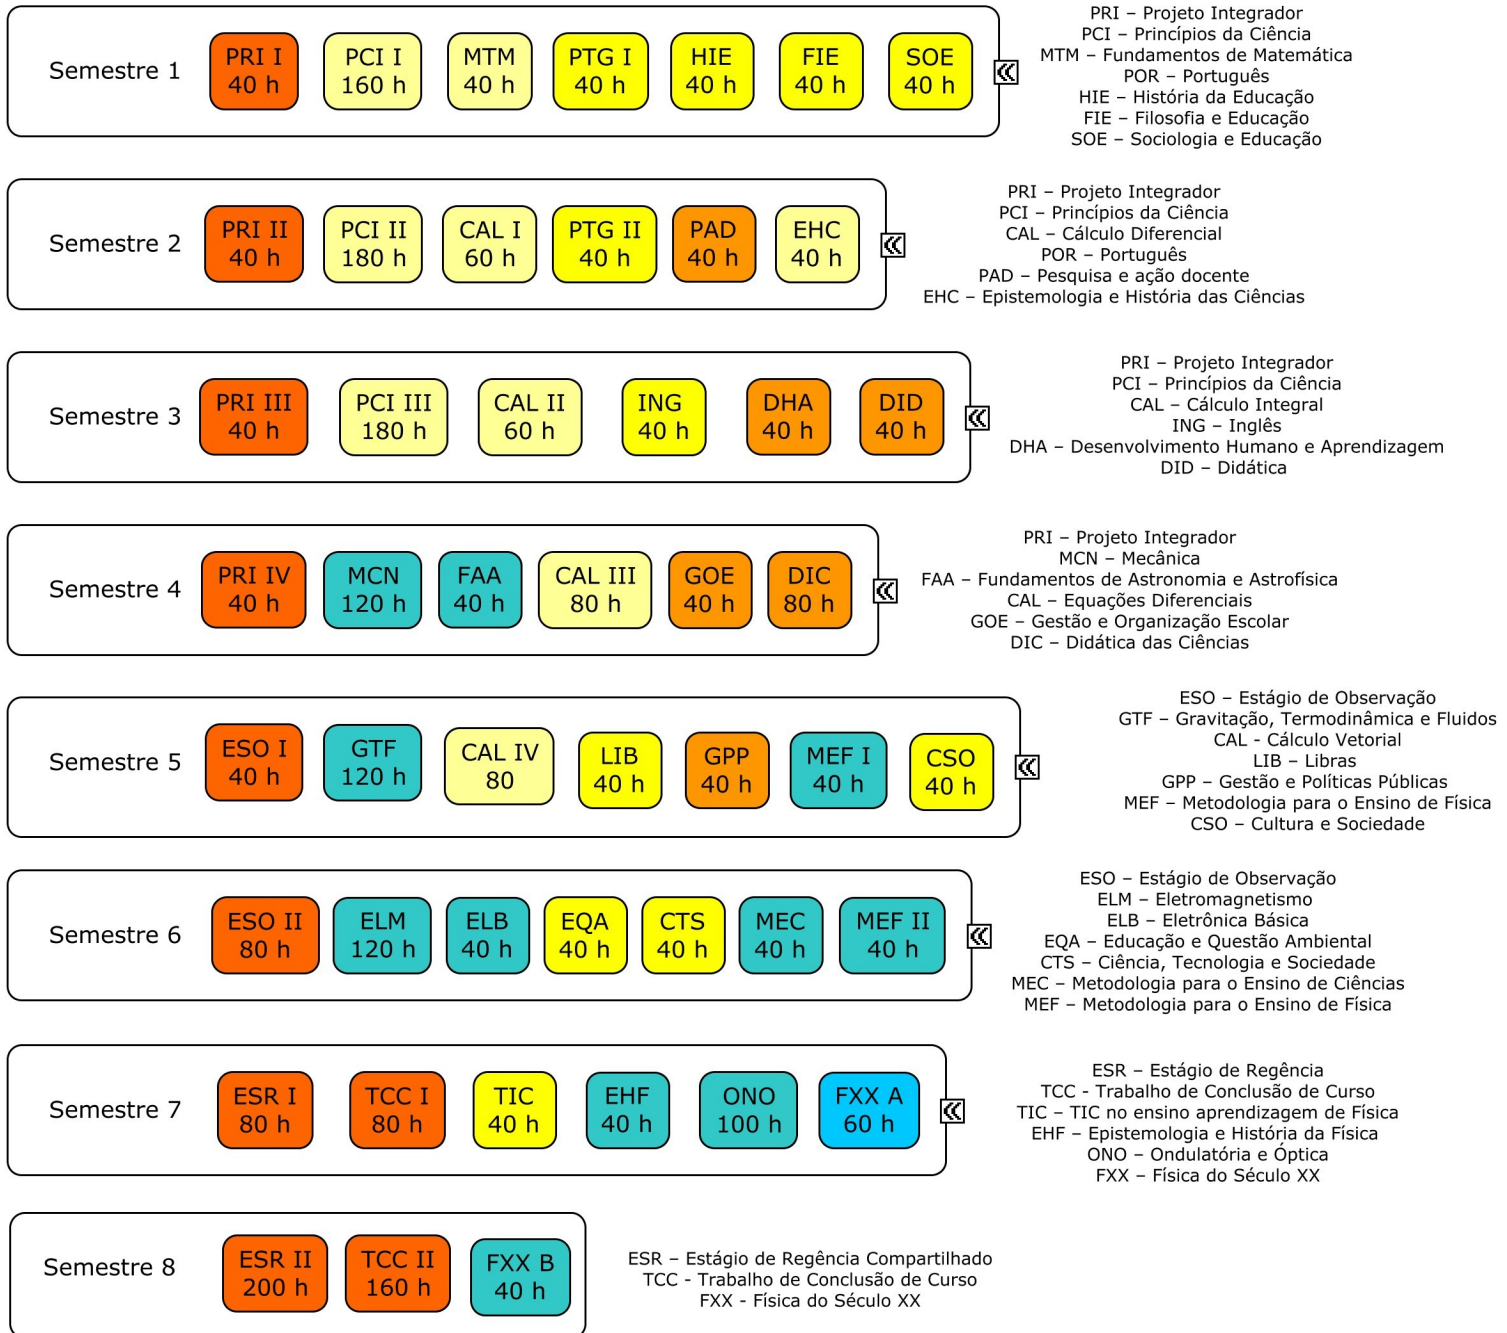 Semestre 1
PRI I
40 h
PCI I
160 h
MTM
40 h
PTG I
40 h
HIE
40 h
FIE
40 h
SOE
40 h
PRI – Projeto Integrador
PCI – Princípios da Ciência
MTM – Fundamentos de Matemática
POR – Português
HIE – História da Educação
FIE – Filosofia e Educação
SOE – Sociologia e Educação
Semestre 2
PRI II
40 h
PCI II
180 h
CAL I
60 h
PTG II
40 h
PAD
40 h
EHC
40 h
PRI – Projeto Integrador
PCI – Princípios da Ciência
CAL – Cálculo Diferencial
POR – Português
PAD – Pesquisa e ação docente
EHC – Epistemologia e História das Ciências
Semestre 3
PRI III
40 h
PCI III
180 h
CAL II
60 h
ING
40 h
DHA
40 h
DID
40 h
PRI – Projeto Integrador
PCI – Princípios da Ciência
CAL – Cálculo Integral
ING – Inglês
DHA – Desenvolvimento Humano e Aprendizagem
DID – Didática
Semestre 4
PRI IV
40 h
MCN
120 h
FAA
40 h
CAL III
80 h
GOE
40 h
DIC
80 h
PRI – Projeto Integrador
MCN – Mecânica
FAA – Fundamentos de Astronomia e Astrofísica
CAL – Equações Diferenciais
GOE – Gestão e Organização Escolar
DIC – Didática das Ciências
Semestre 5
ESO I
40 h
GTF
120 h
CAL IV
80
LIB
40 h
GPP
40 h
MEF I
40 h
CSO
40 h
ESO – Estágio de Observação
GTF – Gravitação, Termodinâmica e Fluidos
CAL - Cálculo Vetorial
LIB – Libras
GPP – Gestão e Políticas Públicas
MEF – Metodologia para o Ensino de Física
CSO – Cultura e Sociedade
Semestre 6
ESO II
80 h
ELM
120 h
ELB
40 h
EQA
40 h
CTS
40 h
MEC
40 h
MEF II
40 h
ESO – Estágio de Observação
ELM – Eletromagnetismo
ELB – Eletrônica Básica
EQA – Educação e Questão Ambiental
CTS – Ciência, Tecnologia e Sociedade
MEC – Metodologia para o Ensino de Ciências
MEF – Metodologia para o Ensino de Física
Semestre 7
ESR I
80 h
TCC I
80 h
TIC
40 h
EHF
40 h
ONO
100 h
FXX A
60 h
ESR – Estágio de Regência
TCC - Trabalho de Conclusão de Curso
TIC – TIC no ensino aprendizagem de Física
EHF – Epistemologia e História da Física
ONO – Ondulatória e Óptica
FXX – Física do Século XX
Semestre 8
ESR II
200 h
TCC II
160 h
FXX B
40 h
ESR – Estágio de Regência Compartilhado
TCC - Trabalho de Conclusão de Curso
FXX - Física do Século XX